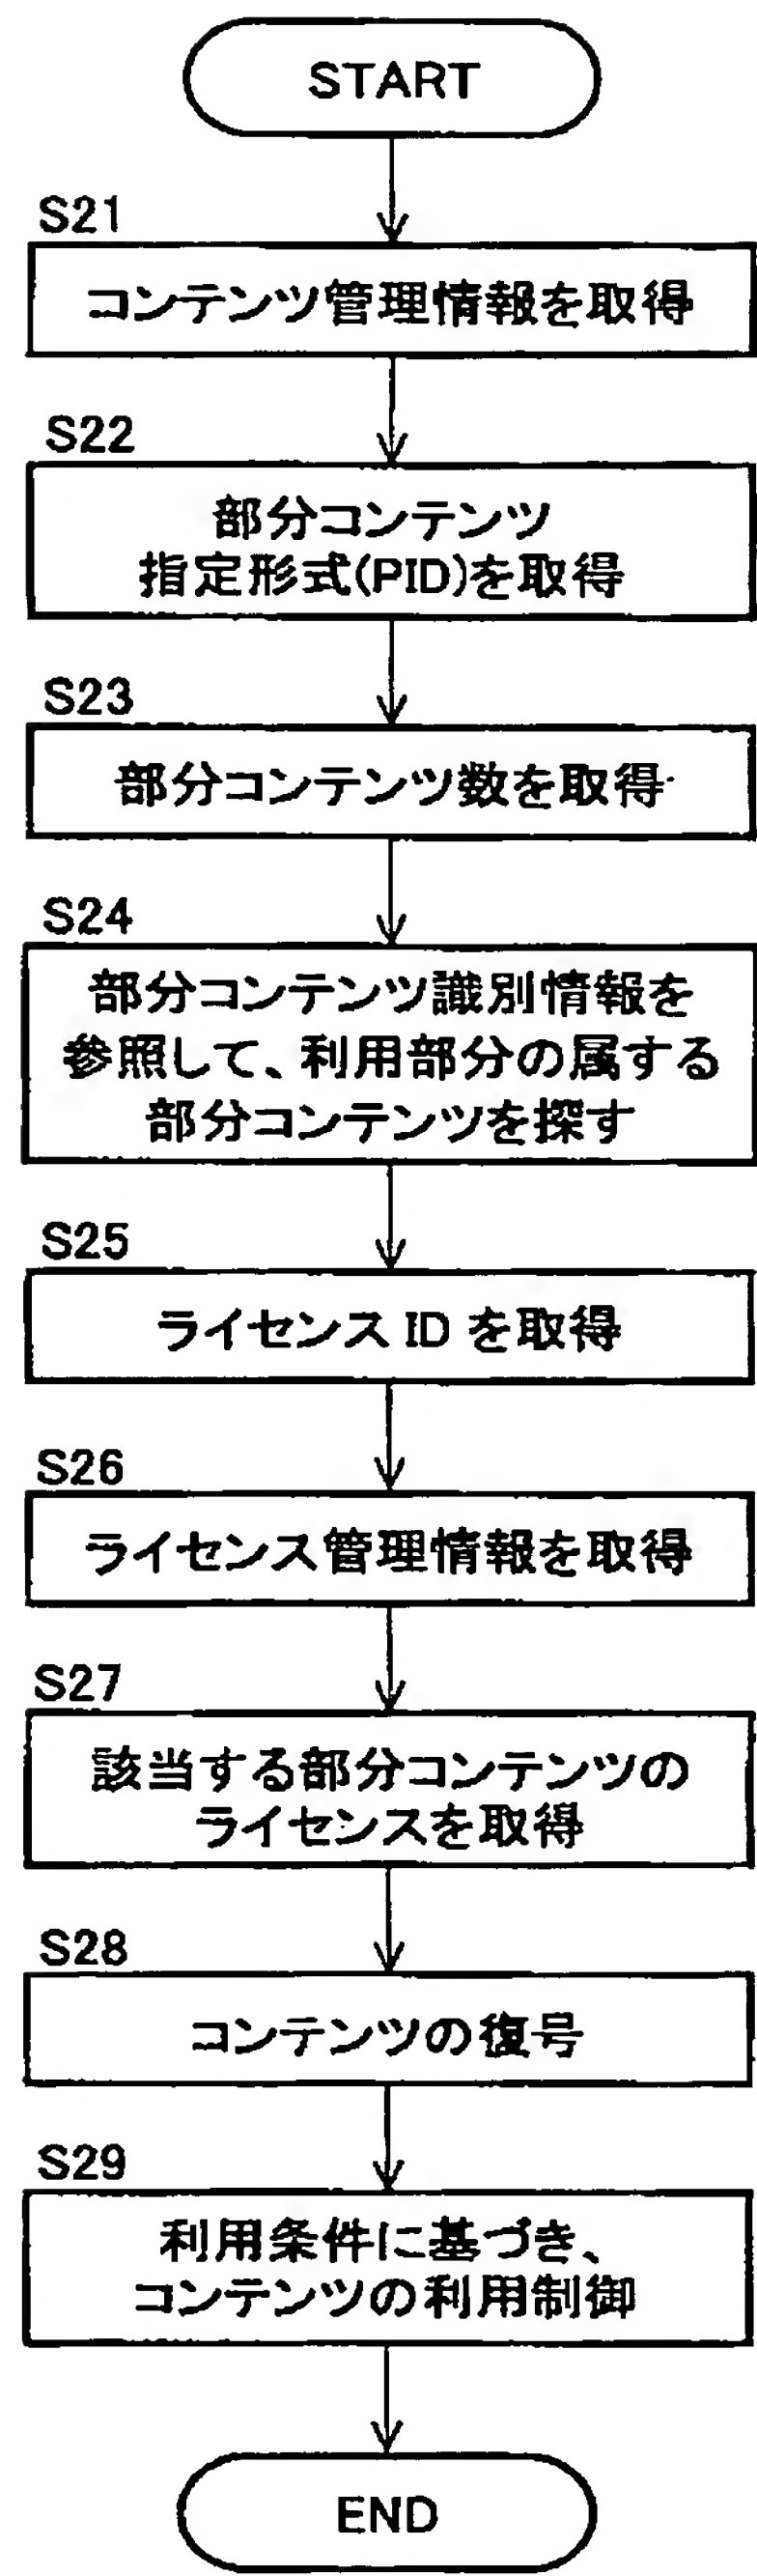 START
S21
コンテンツ管理情報を取得
S22
部分コンテンツ
指定形式(PID)を取得
S23
部分コンテンツ数を取得
S24
部分コンテンツ識別情報を
参照して、利用部分の属する
部分コンテンツを探す
S25
ライセンス ID を取得
S26
ライセンス管理情報を取得
S27
該当する部分コンテンツの
ライセンスを取得
S28
コンテンツの復号
S29
利用条件に基づき、
コンテンツの利用制御
END